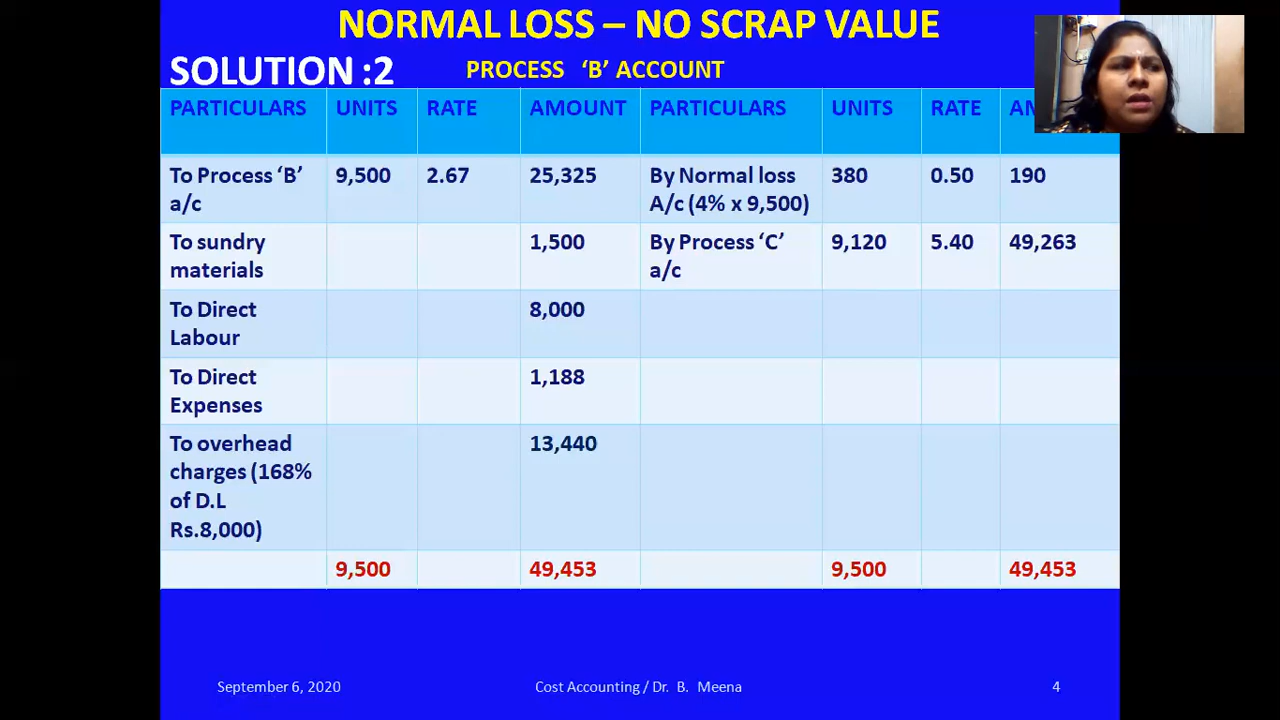 NORMAL LOSS – NO SCRAP VALUE
SOLUTION :2 PROCESS ‘B’ ACCOUNT
PARTICULARS UNITS RATE AMOUNT PARTICULARS UNITS RATE
To Process ‘B’ 9,500 2.67 25,325 By Normal loss 380 0.50 190
a/c A/c (4% x 9,500)
To sundry 1,500 By Process ‘C’ 9,120 5.40 49,263
materials a/c
To Direct 8,000
Labour
To Direct 1,188
Expenses
To overhead 13,440
charges (168%
of D.L
Rs.8,000)
9,500 49,453 9,500 49,453
September 6, 2020 Cost Accounting / Dr. B. Meena 4